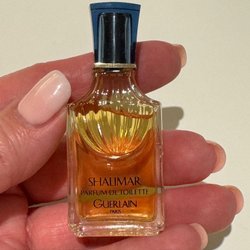 SHALIMAR
PARFUM DE TOILETTE
GUERLAIN
PARIS